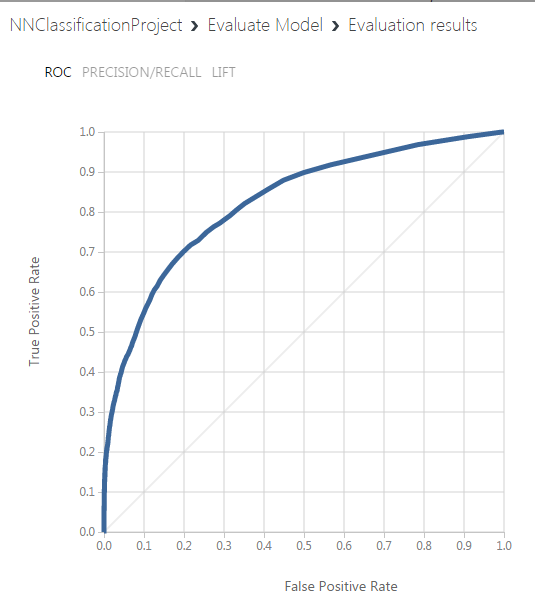 NNClassificationProject › Evaluate Model › Evaluation results
ROC PRECISION/RECALL LIFT
1.0
0.9
0.8
0.7
0.6
0.5
0.4
0.3
0.2
0.1
0.0
True Positive Rate
0.0 0.1 0.2 0.3 0.4 0.5 0.6 0.7 0.8 0.9 1.0
False Positive Rate